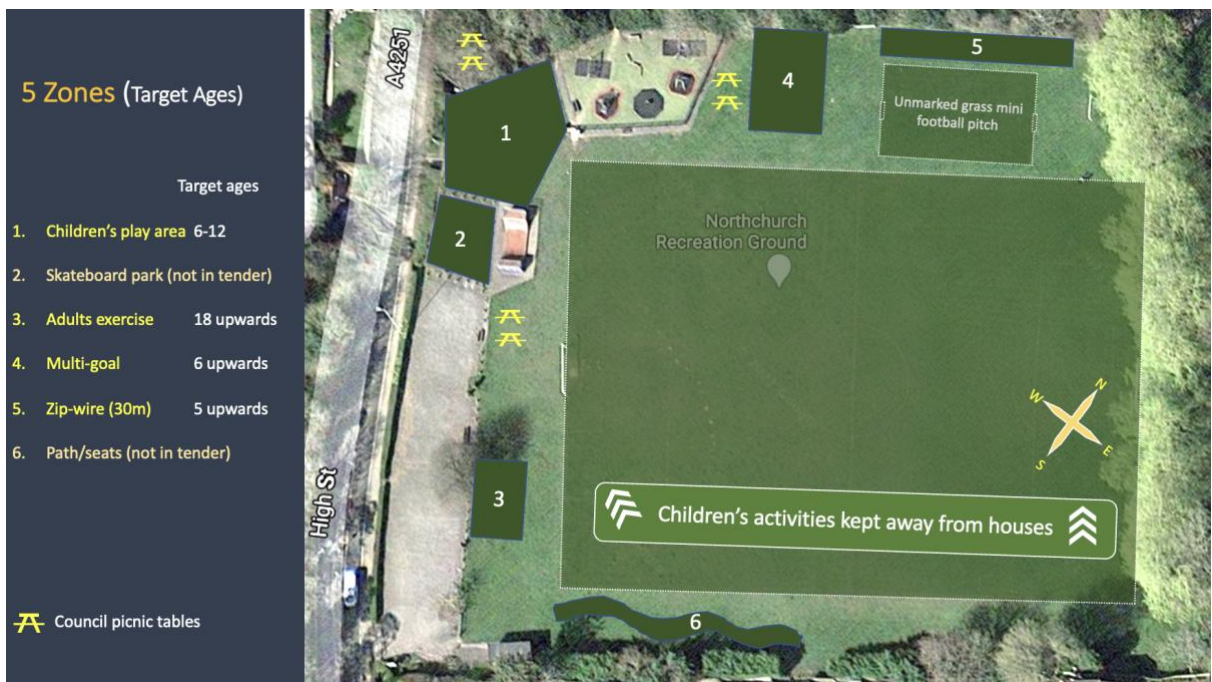 5 Zones (Target Ages)
Target ages
1. Children's play area 6-12
2. Skateboard park (not in tender)
3. Adults exercise 18 upwards
4. Multi-goal 6 upwards
5. Zip-wire (30m) 5 upwards
6. Path/seats (not in tender)
Council picnic tables
A4251
High St
1
2
3
4
5
6
Unmarked grass mini
football pitch
Northchurch
Recreation Ground
N
W
E
S
Children's activities kept away from houses